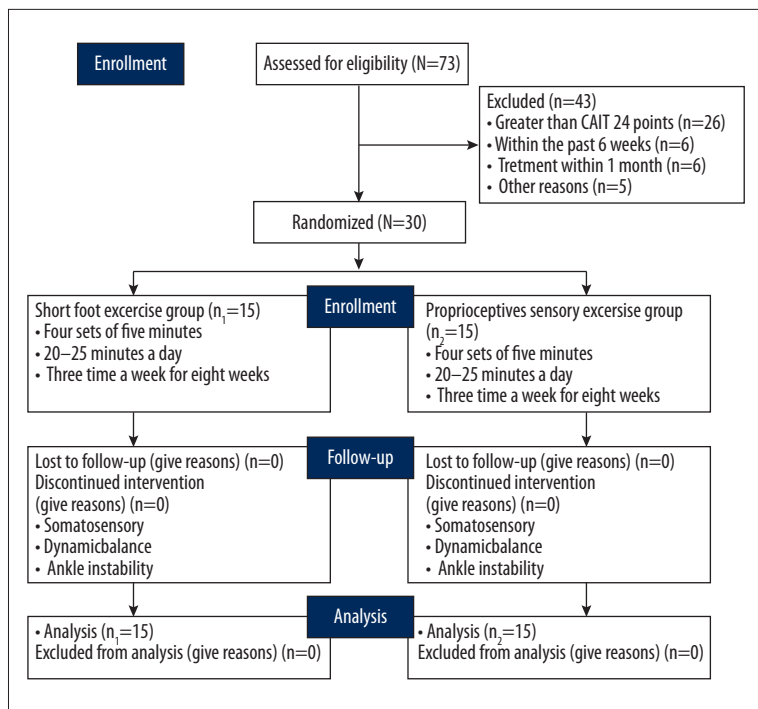 Enrollment
Assessed for eligibility (N=73)
Excluded (n=43)
• Greater than CAIT 24 points (n=26)
• Within the past 6 weeks (n=6)
• Tretment within 1 month (n=6)
• Other reasons (n=5)
Randomized (N=30)
Enrollment
Short foot excercise group (n₁=15)
• Four sets of five minutes
• 20–25 minutes a day
• Three time a week for eight weeks
Proprioceptives sensory excersise group
(n₂=15)
• Four sets of five minutes
• 20–25 minutes a day
• Three time a week for eight weeks
Follow-up
Lost to follow-up (give reasons) (n=0)
Discontinued intervention
(give reasons) (n=0)
• Somatosensory
• Dynamicbalance
• Ankle instability
Lost to follow-up (give reasons) (n=0)
Discontinued intervention
(give reasons) (n=0)
• Somatosensory
• Dynamicbalance
• Ankle instability
Analysis
• Analysis (n₁=15)
Excluded from analysis (give reasons) (n=0)
• Analysis (n₂=15)
Excluded from analysis (give reasons) (n=0)